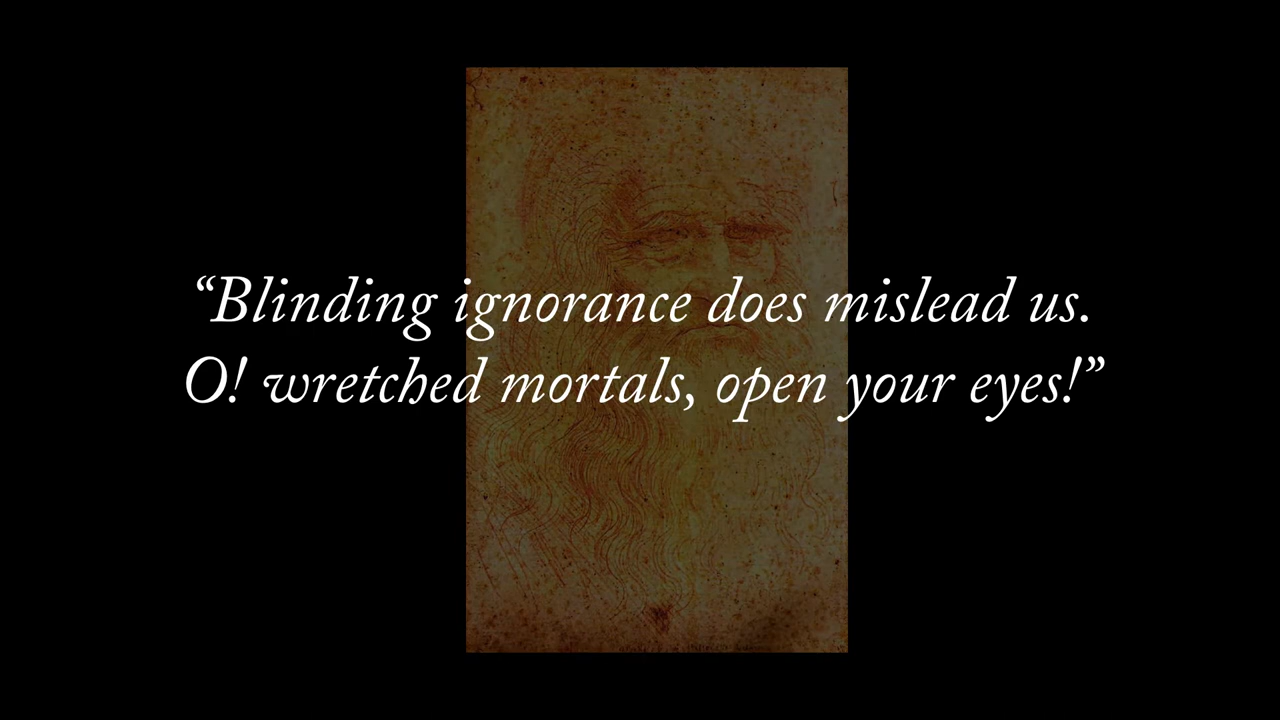 “Blinding ignorance does mislead us.
O! wretched mortals, open your eyes!”